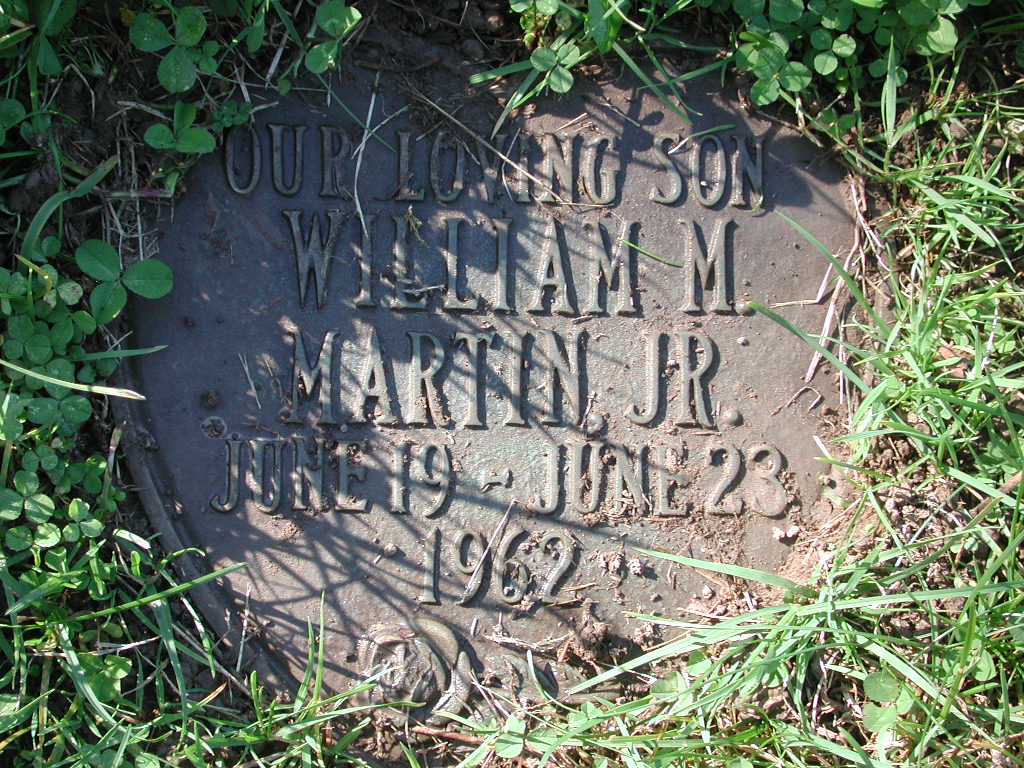 OUR LOVING SON
WILLIAM M.
MARTIN, JR.
JUNE 19 - JUNE 23
1962